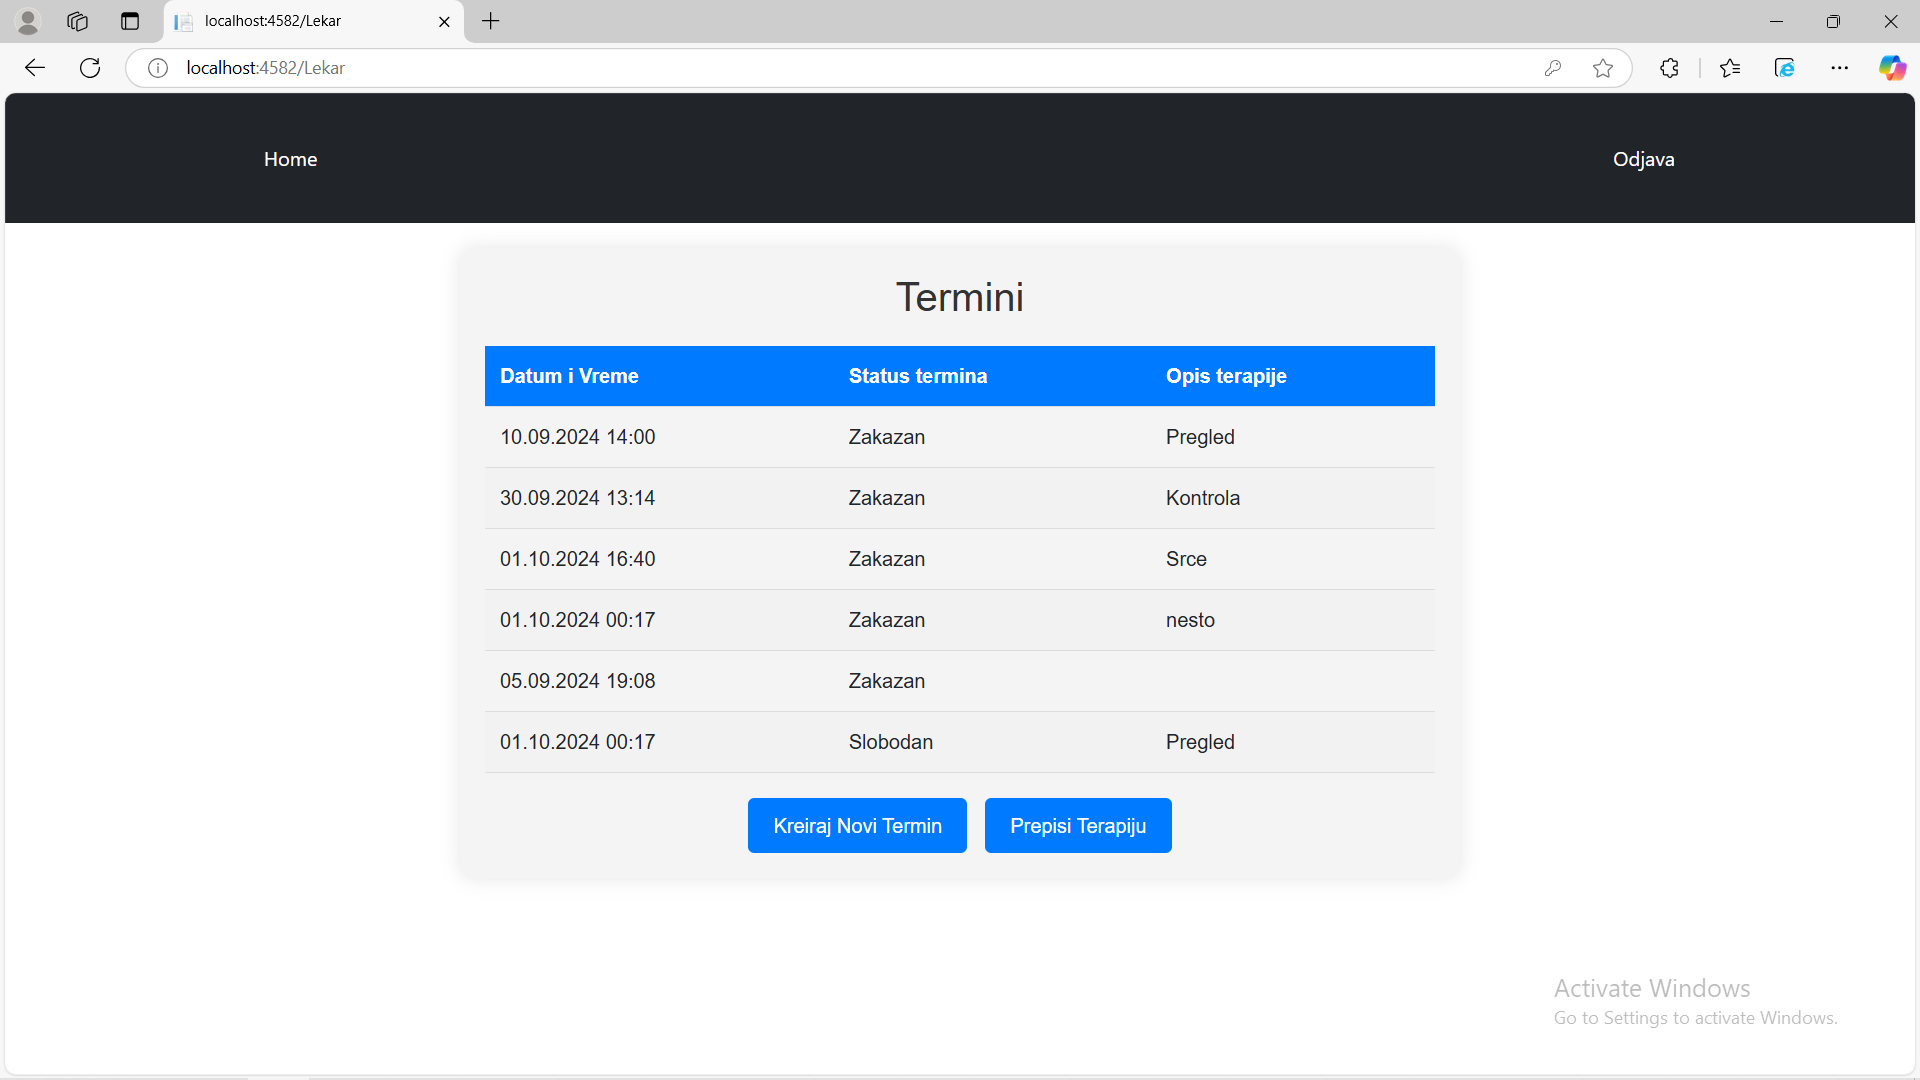 localhost:4582/Lekar
localhost:4582/Lekar
Home Odjava
Termini
Datum i Vreme Status termina Opis terapije
10.09.2024 14:00 Zakazan Pregled
30.09.2024 13:14 Zakazan Kontrola
01.10.2024 16:40 Zakazan Srce
01.10.2024 00:17 Zakazan nesto
05.09.2024 19:08 Zakazan
01.10.2024 00:17 Slobodan Pregled
Kreiraj Novi Termin Prepisi Terapiju
Activate Windows
Go to Settings to activate Windows.